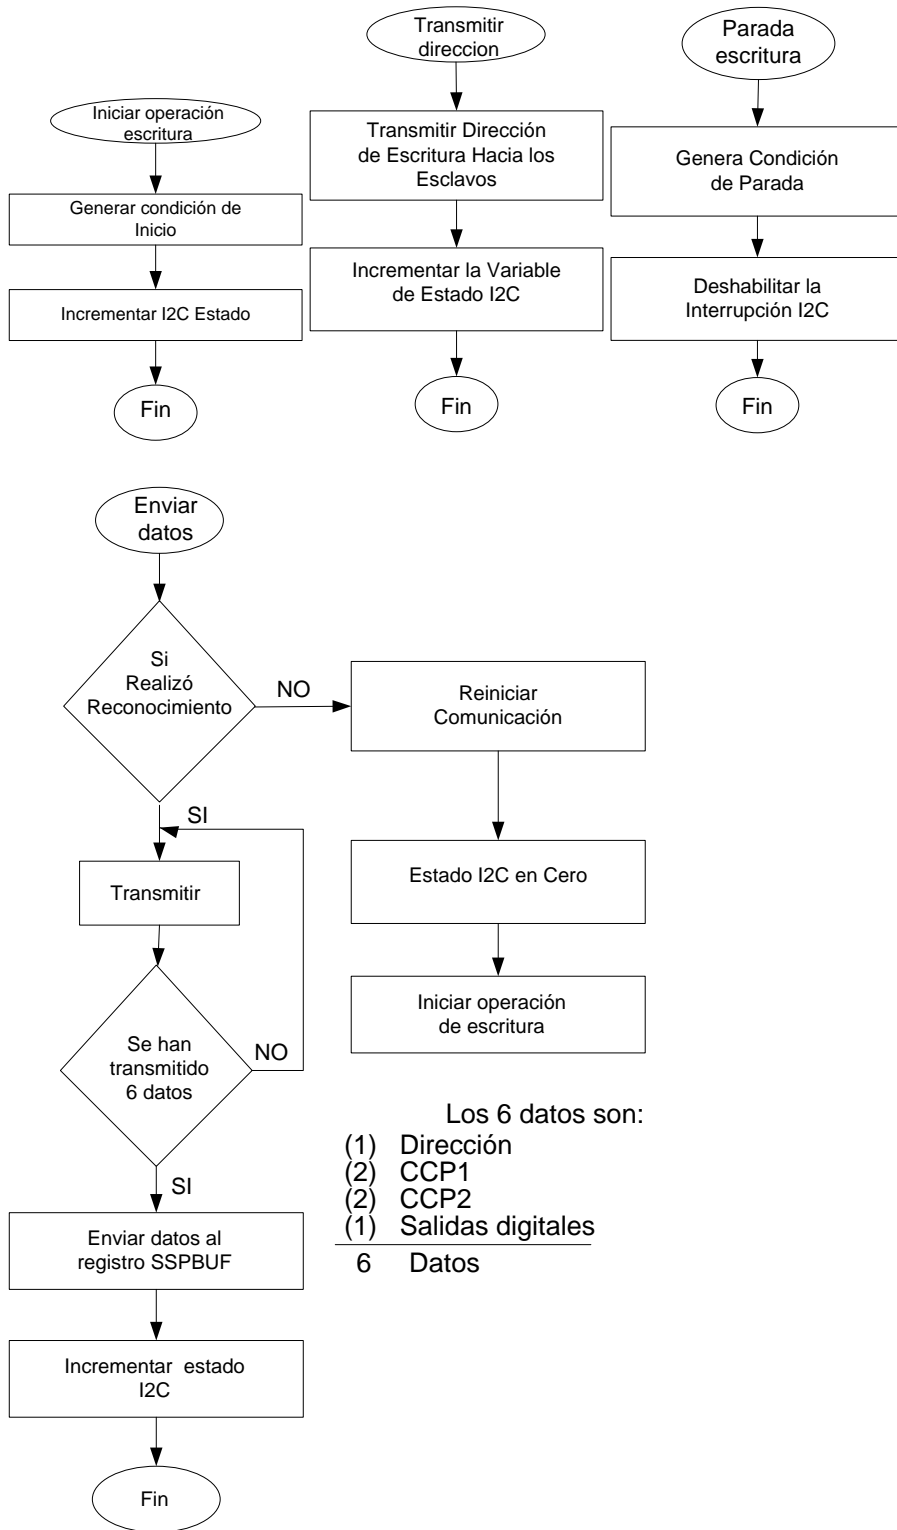 Iniciar operación
escritura
Generar condición de
Inicio
Incrementar I2C Estado
Fin
Transmitir
direccion
Transmitir Dirección
de Escritura Hacia los
Esclavos
Incrementar la Variable
de Estado I2C
Fin
Parada
escritura
Genera Condición
de Parada
Deshabilitar la
Interrupción I2C
Fin
Enviar
datos
Si
Realizó
Reconocimiento
NO
Reiniciar
Comunicación
SI
Transmitir
Estado I2C en Cero
Iniciar operación
de escritura
Se han
transmitido
6 datos
NO
SI
Enviar datos al
registro SSPBUF
Incrementar estado
I2C
Fin
Los 6 datos son:
(1) Dirección
(2) CCP1
(2) CCP2
(1) Salidas digitales
6 Datos